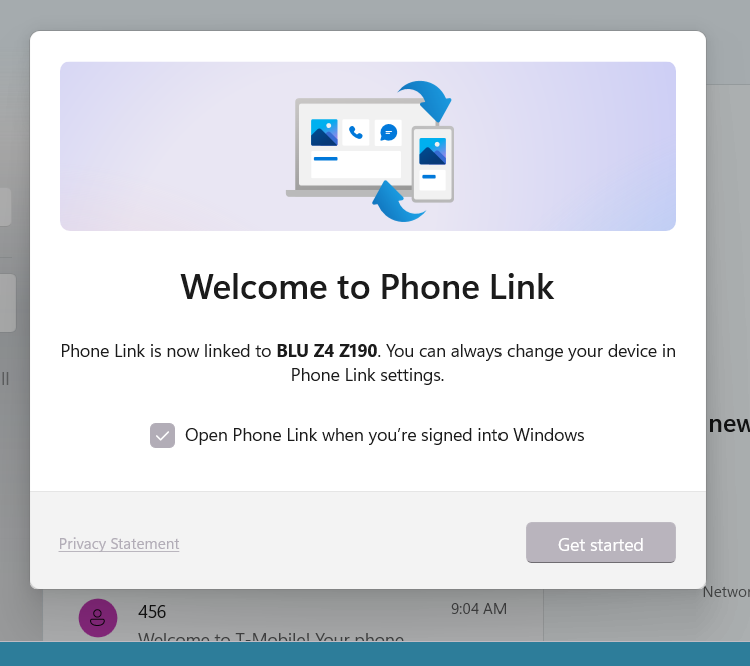 Welcome to Phone Link
Phone Link is now linked to BLU Z4 Z190. You can always change your device in
Phone Link settings.
Open Phone Link when you're signed into Windows
new
Privacy Statement
Get started
Networ
456
9:04 AM
Welcome to T-Mobile! Your phone